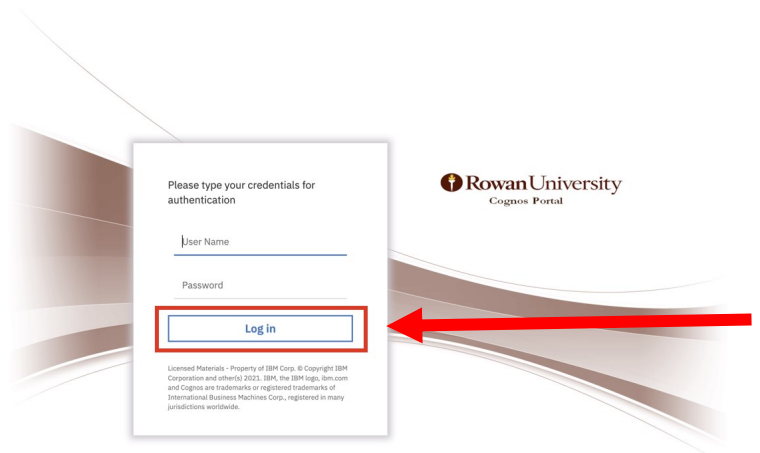 Please type your credentials for
authentication
User Name
Password
Log in
Licensed Materials - Property of IBM Corp. © Copyright IBM
Corporation and other(s) 2021. IBM, the IBM logo, ibm.com
and Cognos are trademarks or registered trademarks of
International Business Machines Corp., registered in many
jurisdictions worldwide.
Rowan University
Cognos Portal